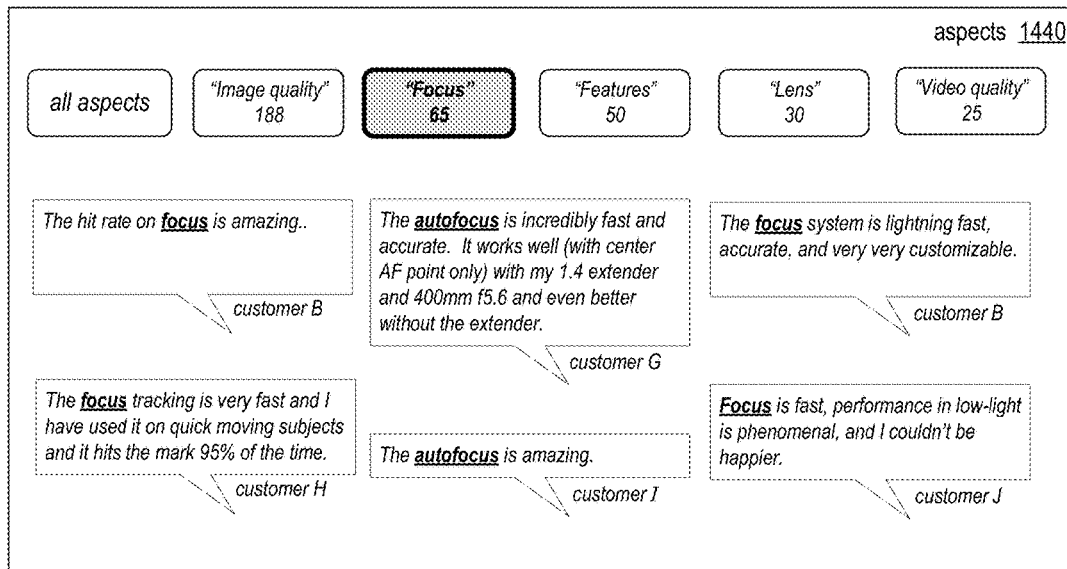 aspects 1440
all aspects
"Image quality"
188
"Focus"
65
"Features"
50
"Lens"
30
"Video quality"
25
The hit rate on focus is amazing..
customer B
The autofocus is incredibly fast and
accurate. It works well (with center
AF point only) with my 1.4 extender
and 400mm f5.6 and even better
without the extender.
customer G
The focus system is lightning fast,
accurate, and very very customizable.
customer B
The focus tracking is very fast and I
have used it on quick moving subjects
and it hits the mark 95% of the time.
customer H
The autofocus is amazing.
customer I
Focus is fast, performance in low-light
is phenomenal, and I couldn't be
happier.
customer J